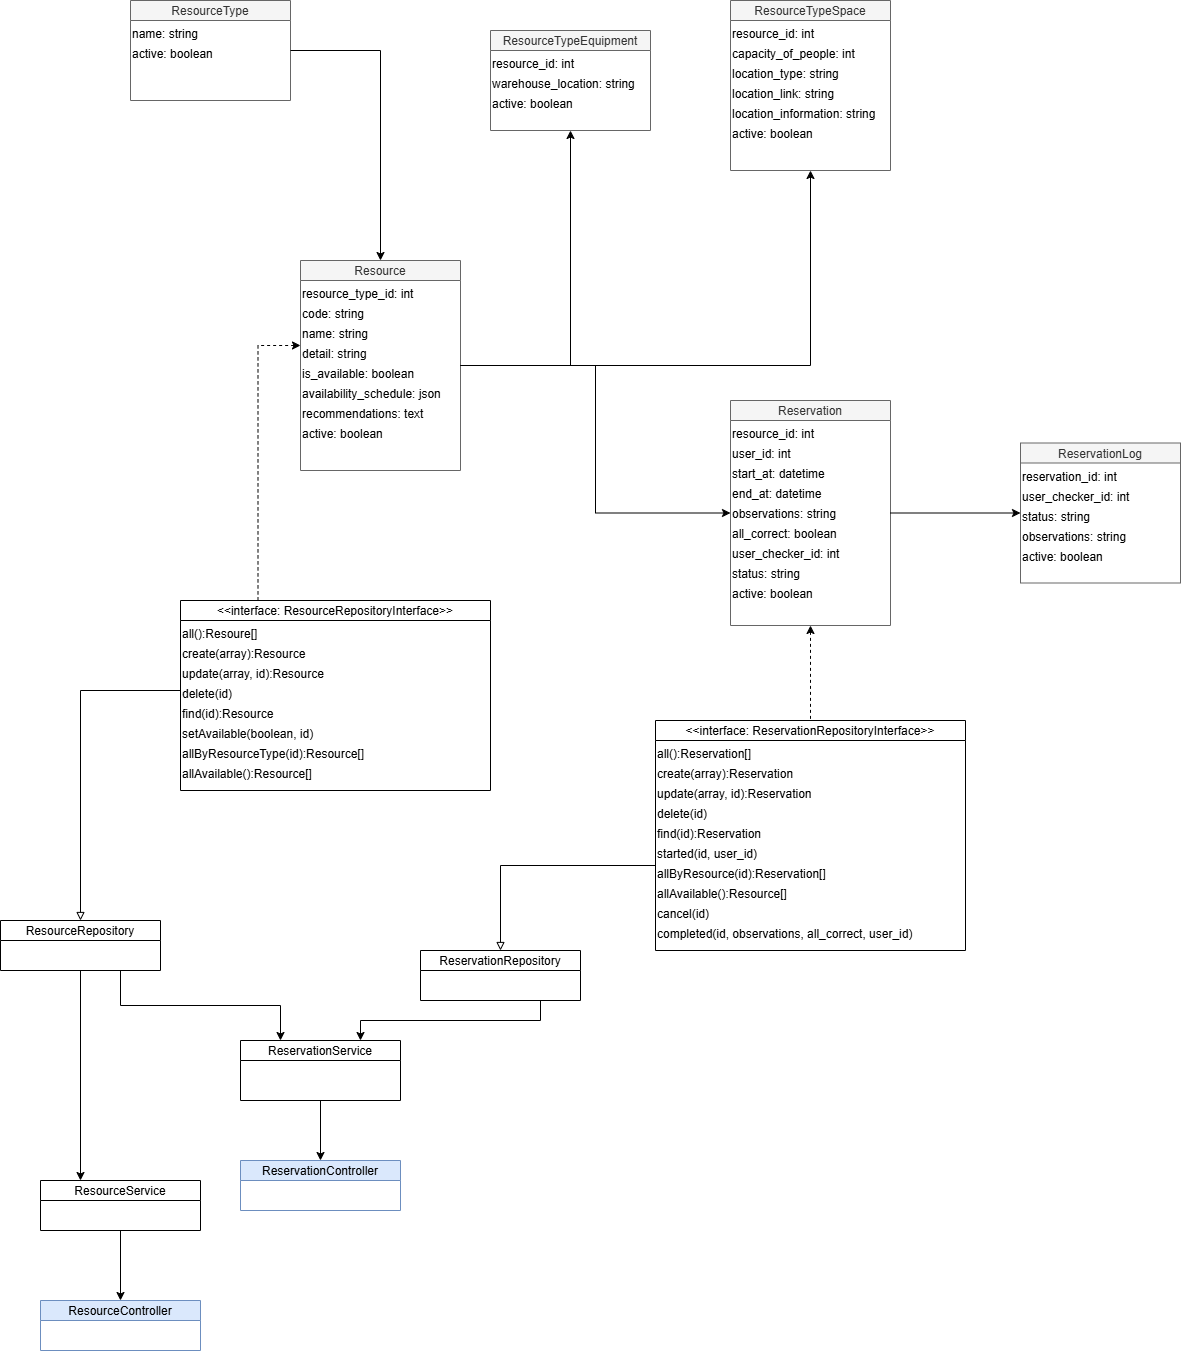 ResourceType
name: string
active: boolean
ResourceTypeEquipment
resource_id: int
warehouse_location: string
active: boolean
ResourceTypeSpace
resource_id: int
capacity_of_people: int
location_type: string
location_link: string
location_information: string
active: boolean
Resource
resource_type_id: int
code: string
name: string
detail: string
is_available: boolean
availability_schedule: json
recommendations: text
active: boolean
Reservation
resource_id: int
user_id: int
start_at: datetime
end_at: datetime
observations: string
all_correct: boolean
user_checker_id: int
status: string
active: boolean
ReservationLog
reservation_id: int
user_checker_id: int
status: string
observations: string
active: boolean
<<interface: ResourceRepositoryInterface>>
all():Resoure[]
create(array):Resource
update(array, id):Resource
delete(id)
find(id):Resource
setAvailable(boolean, id)
allByResourceType(id):Resource[]
allAvailable():Resource[]
<<interface: ReservationRepositoryInterface>>
all():Reservation[]
create(array):Reservation
update(array, id):Reservation
delete(id)
find(id):Reservation
started(id, user_id)
allByResource(id):Reservation[]
allAvailable():Resource[]
cancel(id)
completed(id, observations, all_correct, user_id)
ResourceRepository
ReservationRepository
ReservationService
ReservationController
ResourceService
ResourceController